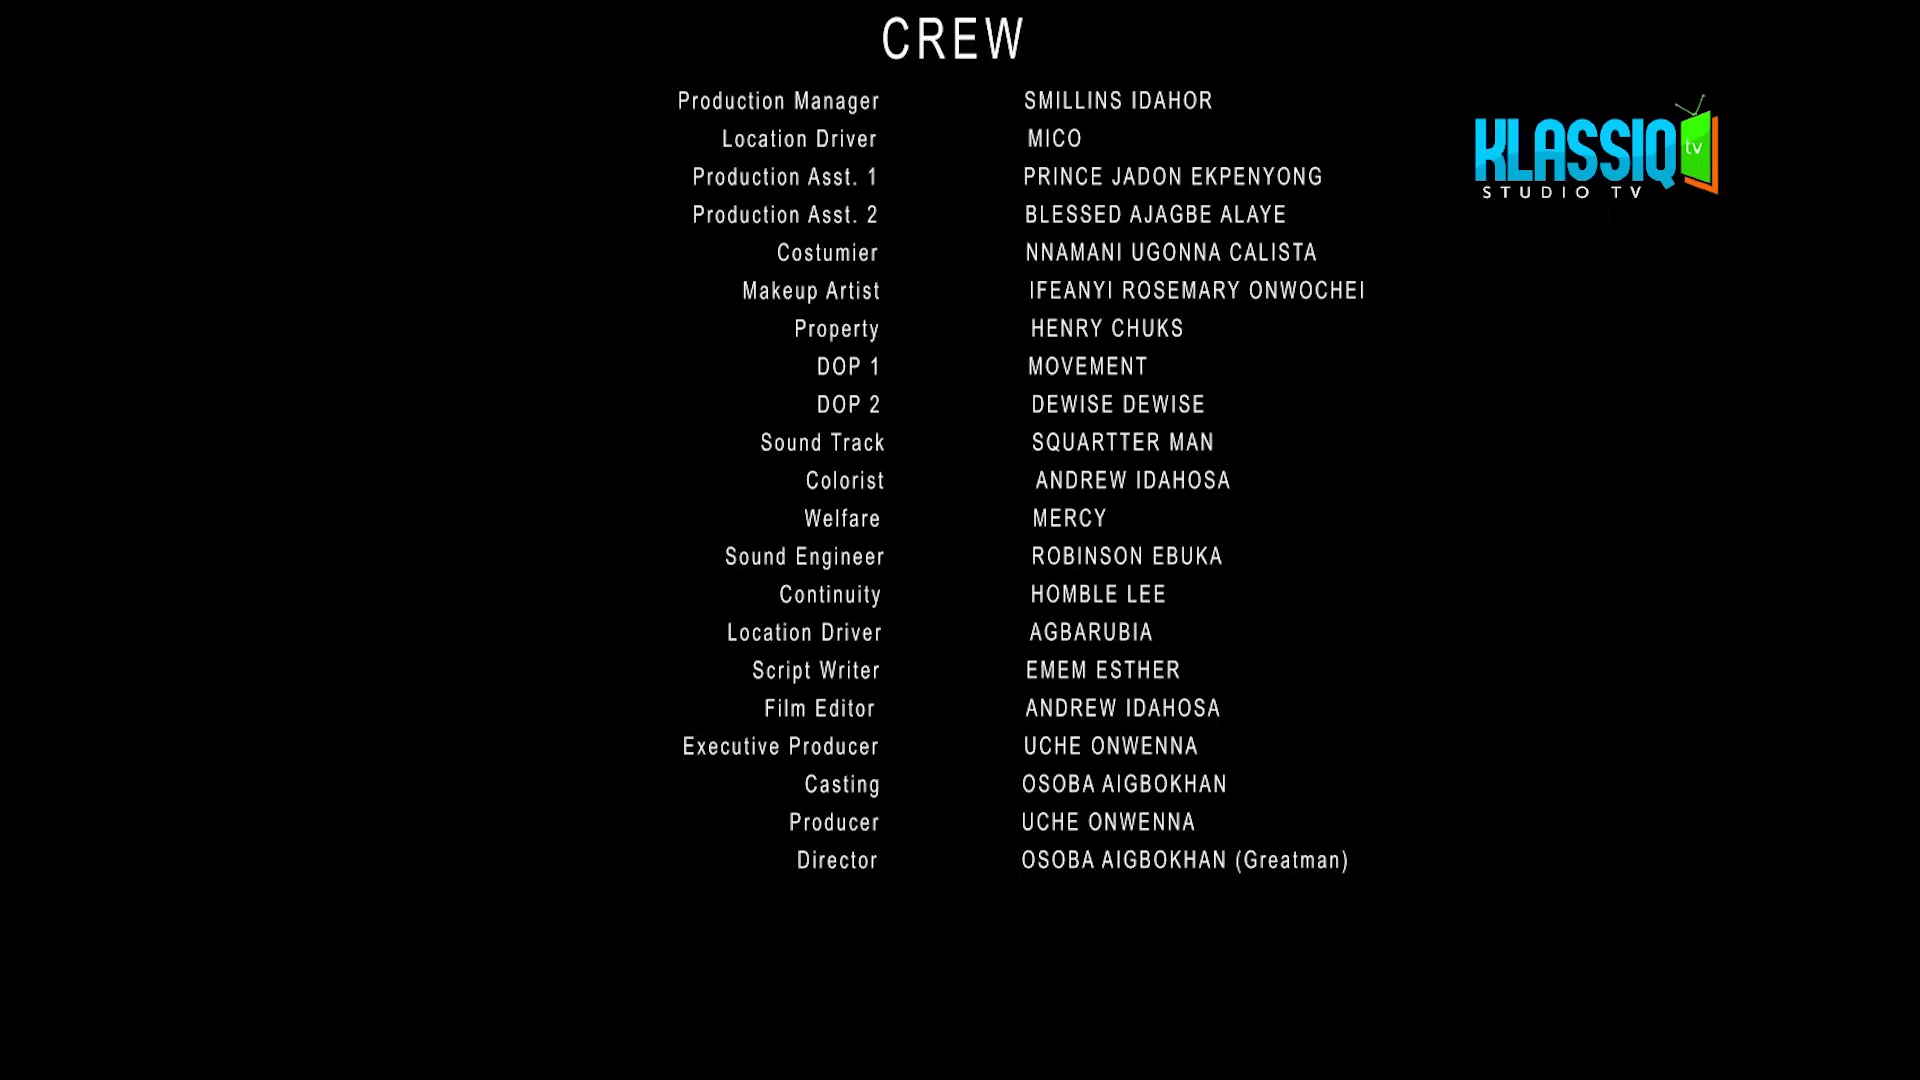 CREW
Production Manager SMILLINS IDAHOR
Location Driver MICO
Production Asst. 1 PRINCE JADON EKPENYONG
Production Asst. 2 BLESSED AJAGBE ALAYE
Costumier NNAMANI UGONNA CALISTA
Makeup Artist IFEANYI ROSEMARY ONWOCHEI
Property HENRY CHUKS
DOP 1 MOVEMENT
DOP 2 DEWISE DEWISE
Sound Track SQUARTTER MAN
Colorist ANDREW IDAHOSA
Welfare MERCY
Sound Engineer ROBINSON EBUKA
Continuity HOMBLE LEE
Location Driver AGBARUBIA
Script Writer EMEM ESTHER
Film Editor ANDREW IDAHOSA
Executive Producer UCHE ONWENNA
Casting OSOBA AIGBOKHAN
Producer UCHE ONWENNA
Director OSOBA AIGBOKHAN (Greatman)
KLASSIQ tv
STUDIO TV